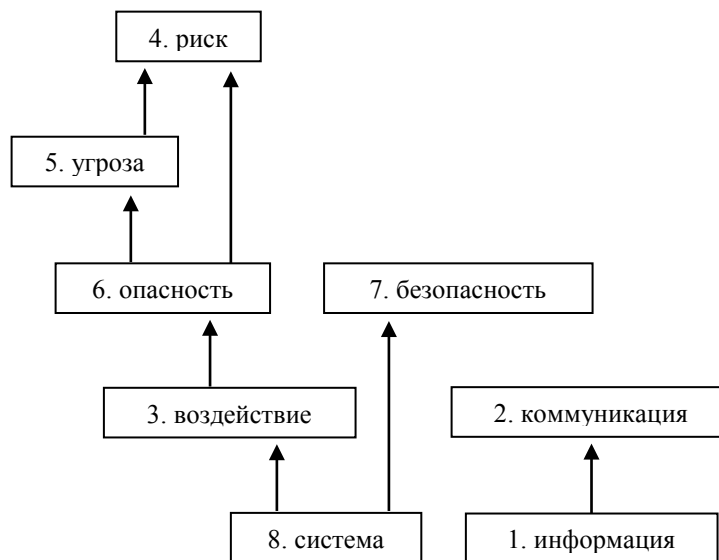 4. риск
5. угроза
6. опасность
7. безопасность
3. воздействие
2. коммуникация
8. система
1. информация